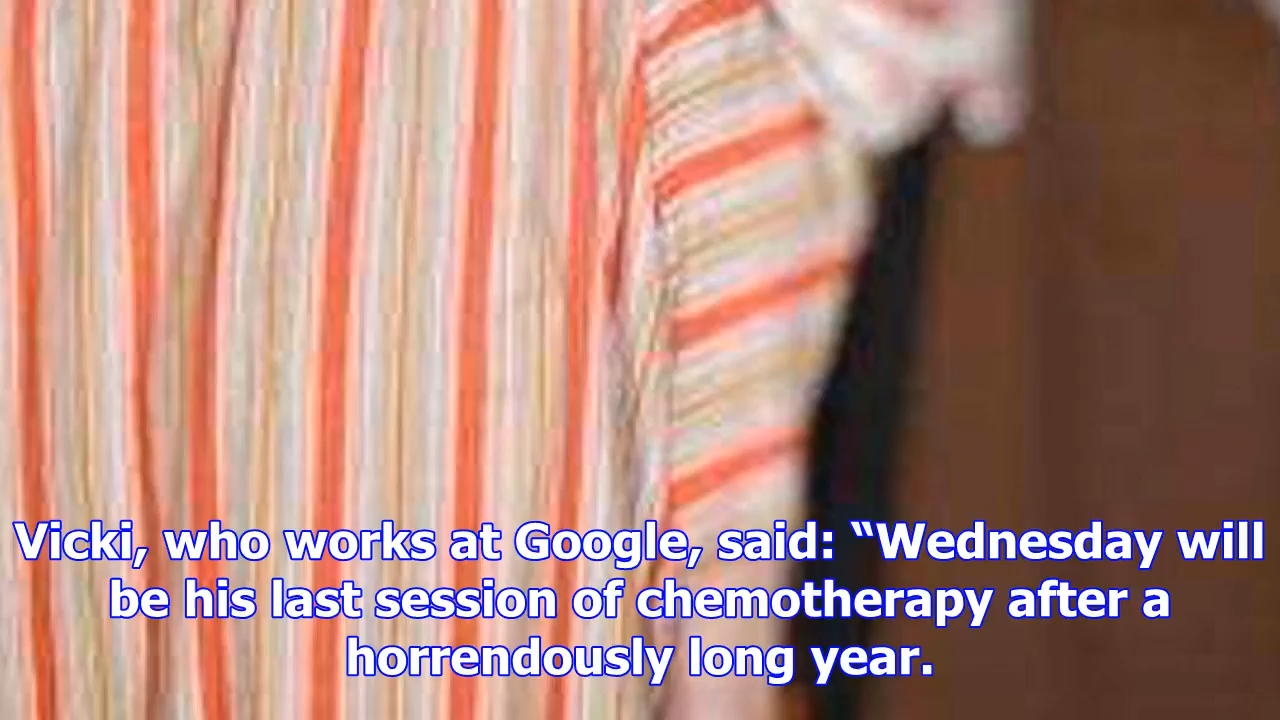 Vicki, who works at Google, said: “Wednesday will
be his last session of chemotherapy after a
horrendously long year.